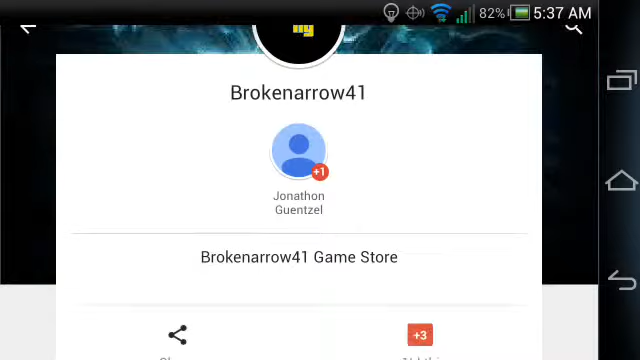 82% 5:37 AM
Brokenarrow41
+1
Jonathon
Guentzel
Brokenarrow41 Game Store
+3